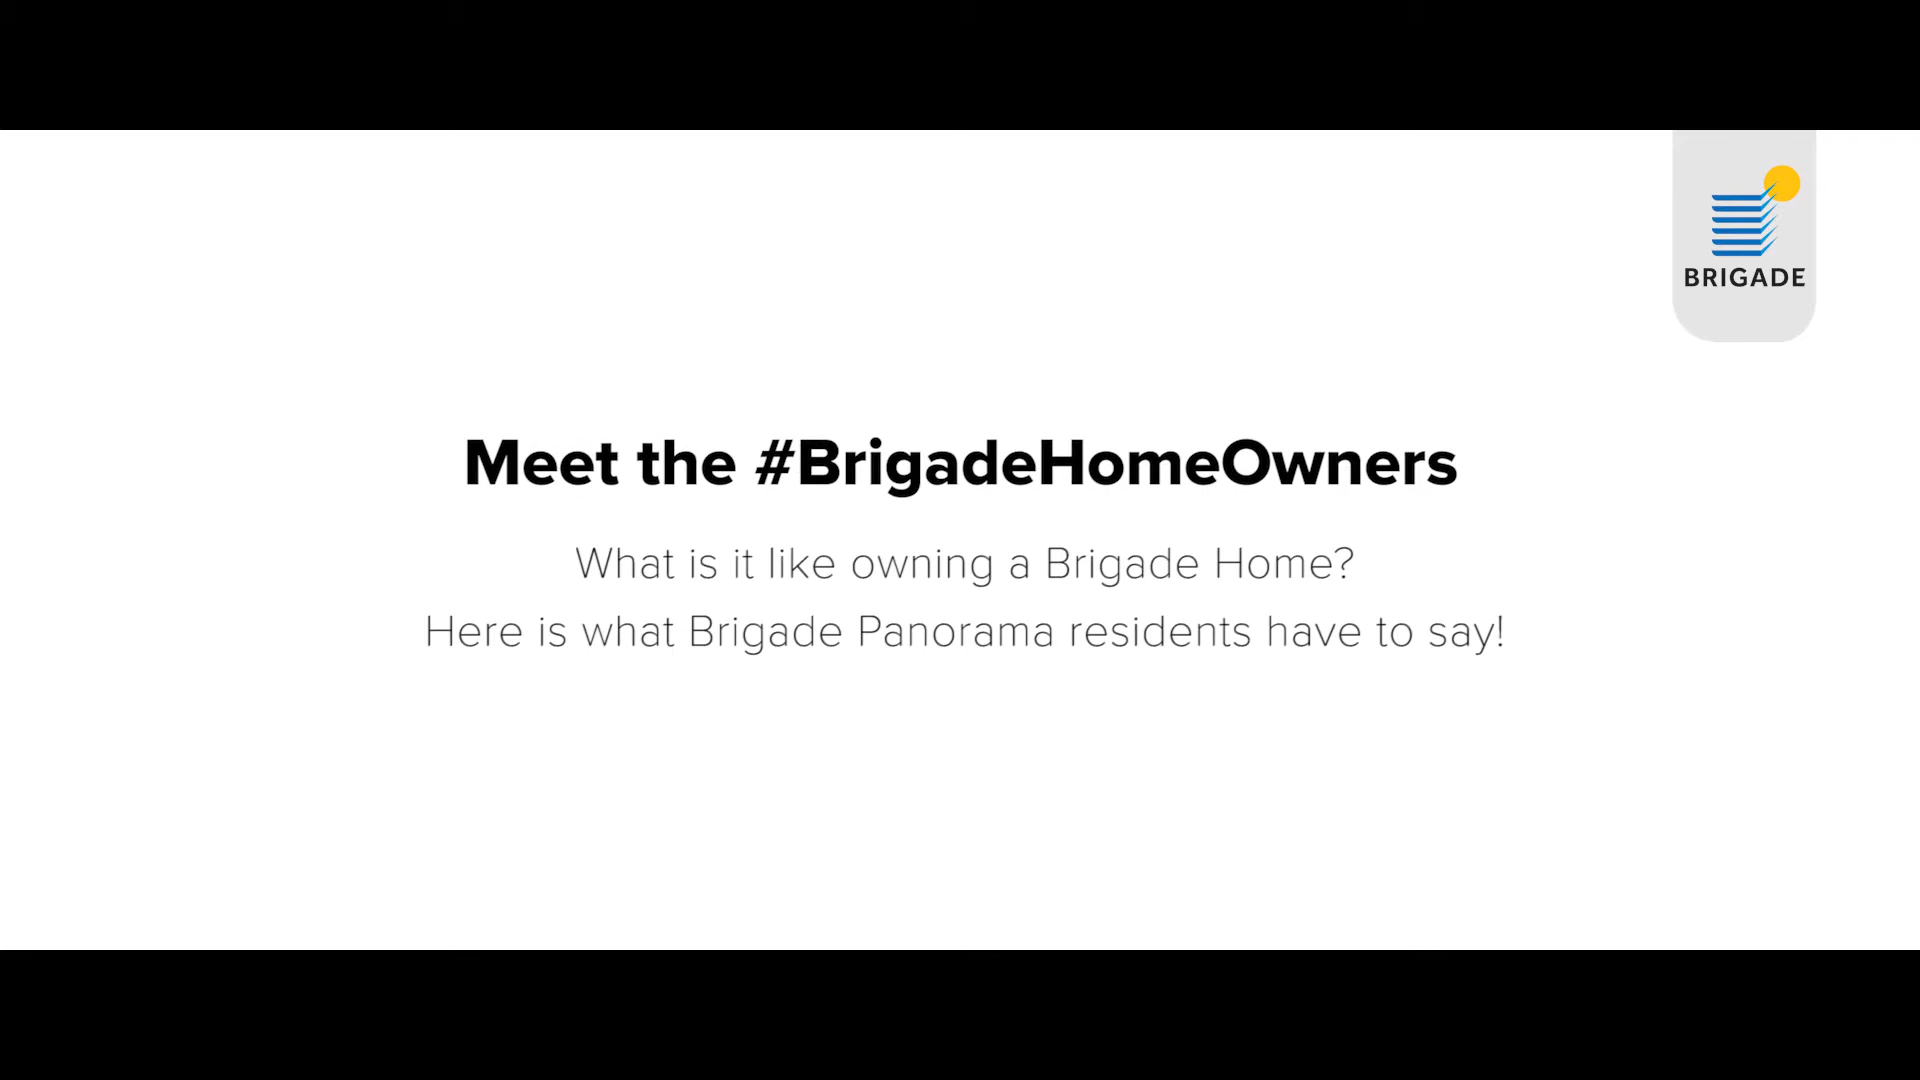 BRIGADE
Meet the #BrigadeHomeOwners
What is it like owning a Brigade Home?
Here is what Brigade Panorama residents have to say!